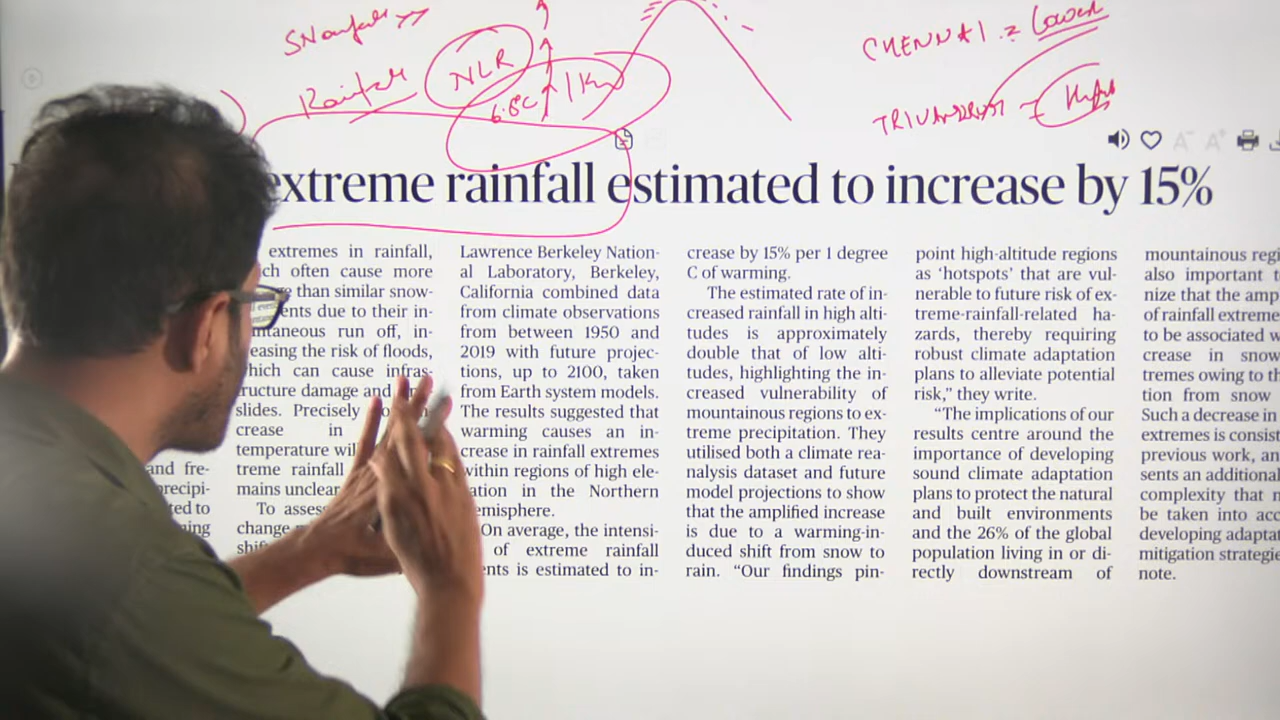 SNowfall >>
Rainfall
NLR
6.8C / 1Km
CHENNAI = Lower
TRIVANDRUM = High
extreme rainfall estimated to increase by 15%
extremes in rainfall,
often cause more
than similar snow-
due to their in-
run off, in-
the risk of floods,
which can cause infras-
ructure damage and
slides. Precisely
crease in
temperature
treme rainfall
mains unclear
To assess
change
and fre-
precipi-
to
Lawrence Berkeley Nation-
al Laboratory, Berkeley,
California combined data
from climate observations
from between 1950 and
2019 with future projec-
tions, up to 2100, taken
from Earth system models.
The results suggested that
warming causes an in-
crease in rainfall extremes
within regions of high ele-
ation in the Northern
emisphere.
On average, the intensi-
of extreme rainfall
is estimated to in-
crease by 15% per 1 degree
C of warming.
The estimated rate of in-
creased rainfall in high alti-
tudes is approximately
double that of low alti-
tudes, highlighting the in-
creased vulnerability of
mountainous regions to ex-
treme precipitation. They
utilised both a climate rea-
nalysis dataset and future
model projections to show
that the amplified increase
is due to a warming-in-
duced shift from snow to
rain. “Our findings pin-
point high-altitude regions
as ‘hotspots’ that are vul-
nerable to future risk of ex-
treme-rainfall-related ha-
zards, thereby requiring
robust climate adaptation
plans to alleviate potential
risk,” they write.
“The implications of our
results centre around the
importance of developing
sound climate adaptation
plans to protect the natural
and built environments
and the 26% of the global
population living in or di-
rectly downstream of
mountainous regi
also important t
nize that the amp
of rainfall extreme
to be associated w
crease in snow
tremes owing to th
tion from snow
Such a decrease in
extremes is consist
previous work, an
sents an additional
complexity that n
be taken into acc
developing adapta
mitigation strategie
note.